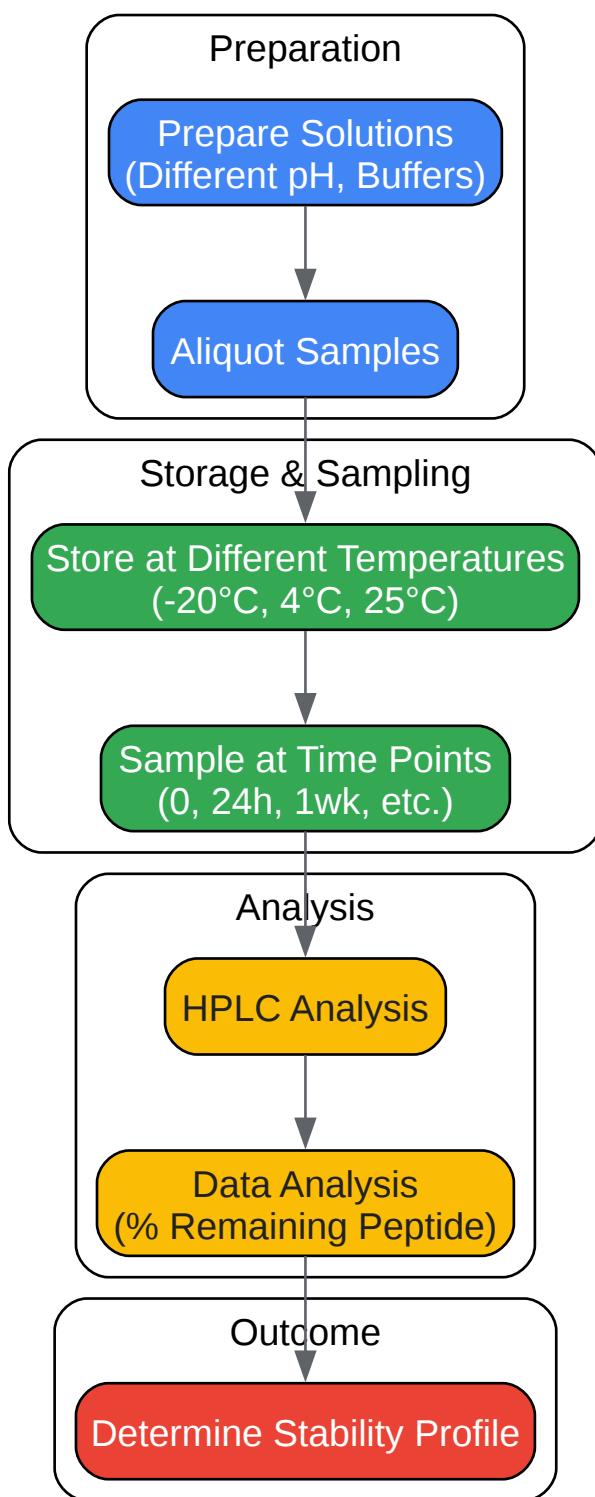 Preparation
Prepare Solutions
(Different pH, Buffers)
Aliquot Samples
Storage & Sampling
Store at Different Temperatures
(-20°C, 4°C, 25°C)
Sample at Time Points
(0, 24h, 1wk, etc.)
Analysis
HPLC Analysis
Data Analysis
(% Remaining Peptide)
Outcome
Determine Stability Profile